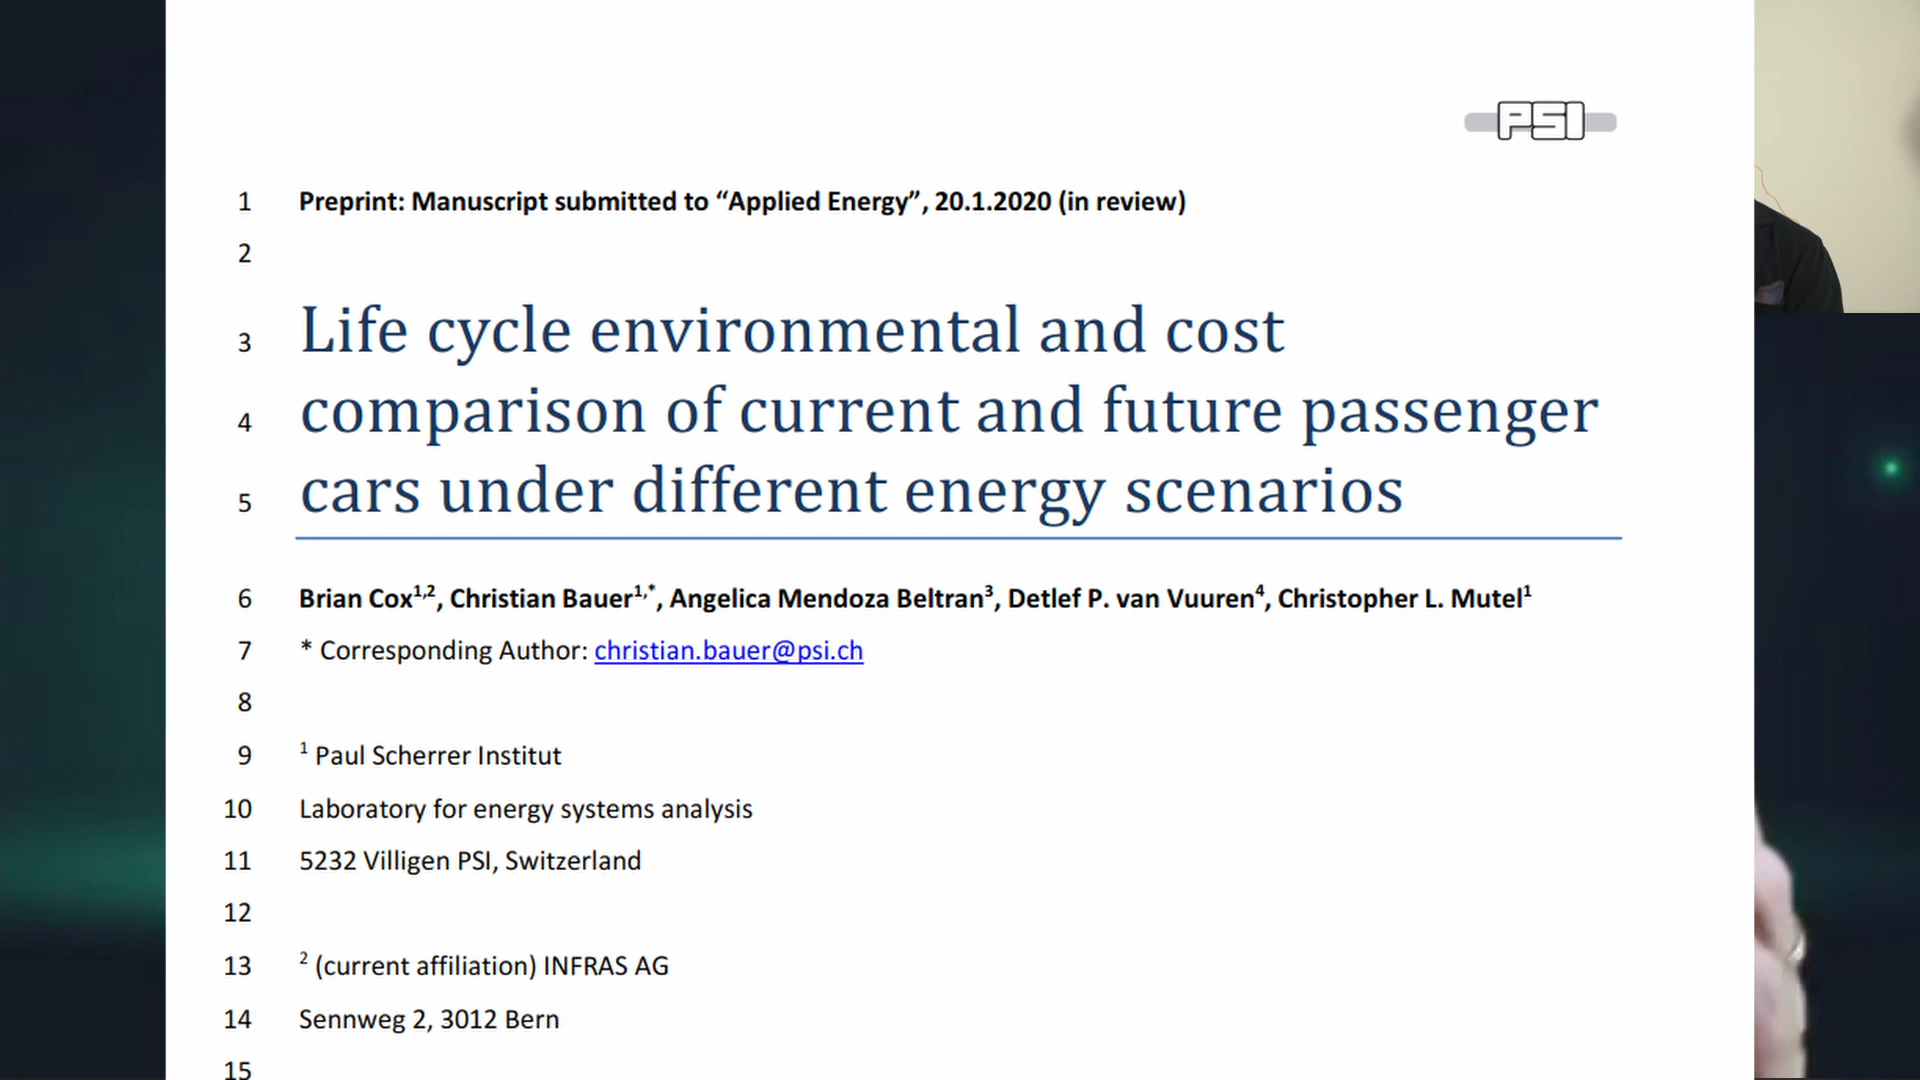 PSI
1 Preprint: Manuscript submitted to “Applied Energy”, 20.1.2020 (in review)
2
3 Life cycle environmental and cost
4 comparison of current and future passenger
5 cars under different energy scenarios
6 Brian Cox1,2, Christian Bauer1,*, Angelica Mendoza Beltran3, Detlef P. van Vuuren4, Christopher L. Mutel1
7 * Corresponding Author: christian.bauer@psi.ch
8
9 1 Paul Scherrer Institut
10 Laboratory for energy systems analysis
11 5232 Villigen PSI, Switzerland
12
13 2 (current affiliation) INFRAS AG
14 Sennweg 2, 3012 Bern
15